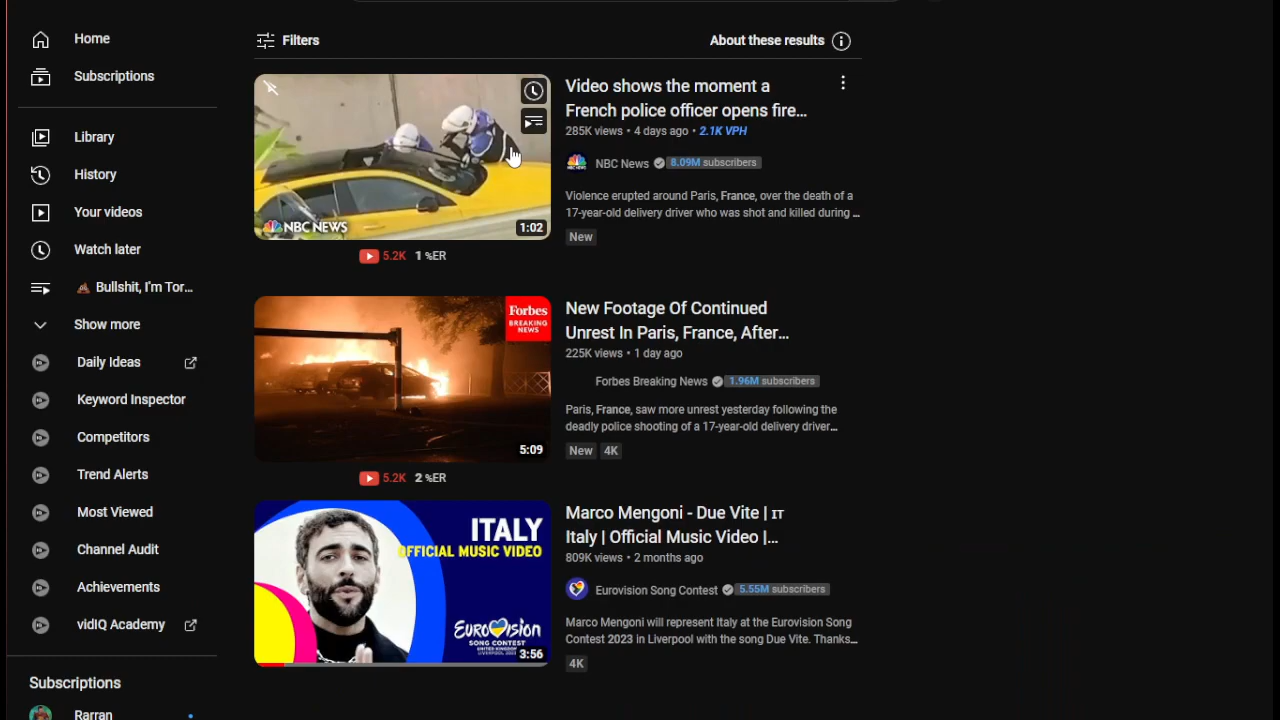 Home
Subscriptions
Library
History
Your videos
Watch later
💩 Bullshit, I'm Tor...
Show more
Daily Ideas
Keyword Inspector
Competitors
Trend Alerts
Most Viewed
Channel Audit
Achievements
vidIQ Academy
Subscriptions
Rarran
Filters
About these results
NBC NEWS
1:02
5.2K 1 %ER
Video shows the moment a
French police officer opens fire...
285K views • 4 days ago • 2.1K VPH
NBC News 8.09M subscribers
Violence erupted around Paris, France, over the death of a
17-year-old delivery driver who was shot and killed during ...
New
Forbes
BREAKING
NEWS
5:09
5.2K 2 %ER
New Footage Of Continued
Unrest In Paris, France, After...
225K views • 1 day ago
Forbes Breaking News 1.96M subscribers
Paris, France, saw more unrest yesterday following the
deadly police shooting of a 17-year-old delivery driver...
New 4K
ITALY
OFFICIAL MUSIC VIDEO
EUROVISION
SONG CONTEST
UNITED KINGDOM
LIVERPOOL 2023
3:56
Marco Mengoni - Due Vite | IT
Italy | Official Music Video |...
809K views • 2 months ago
Eurovision Song Contest 5.55M subscribers
Marco Mengoni will represent Italy at the Eurovision Song
Contest 2023 in Liverpool with the song Due Vite. Thanks...
4K